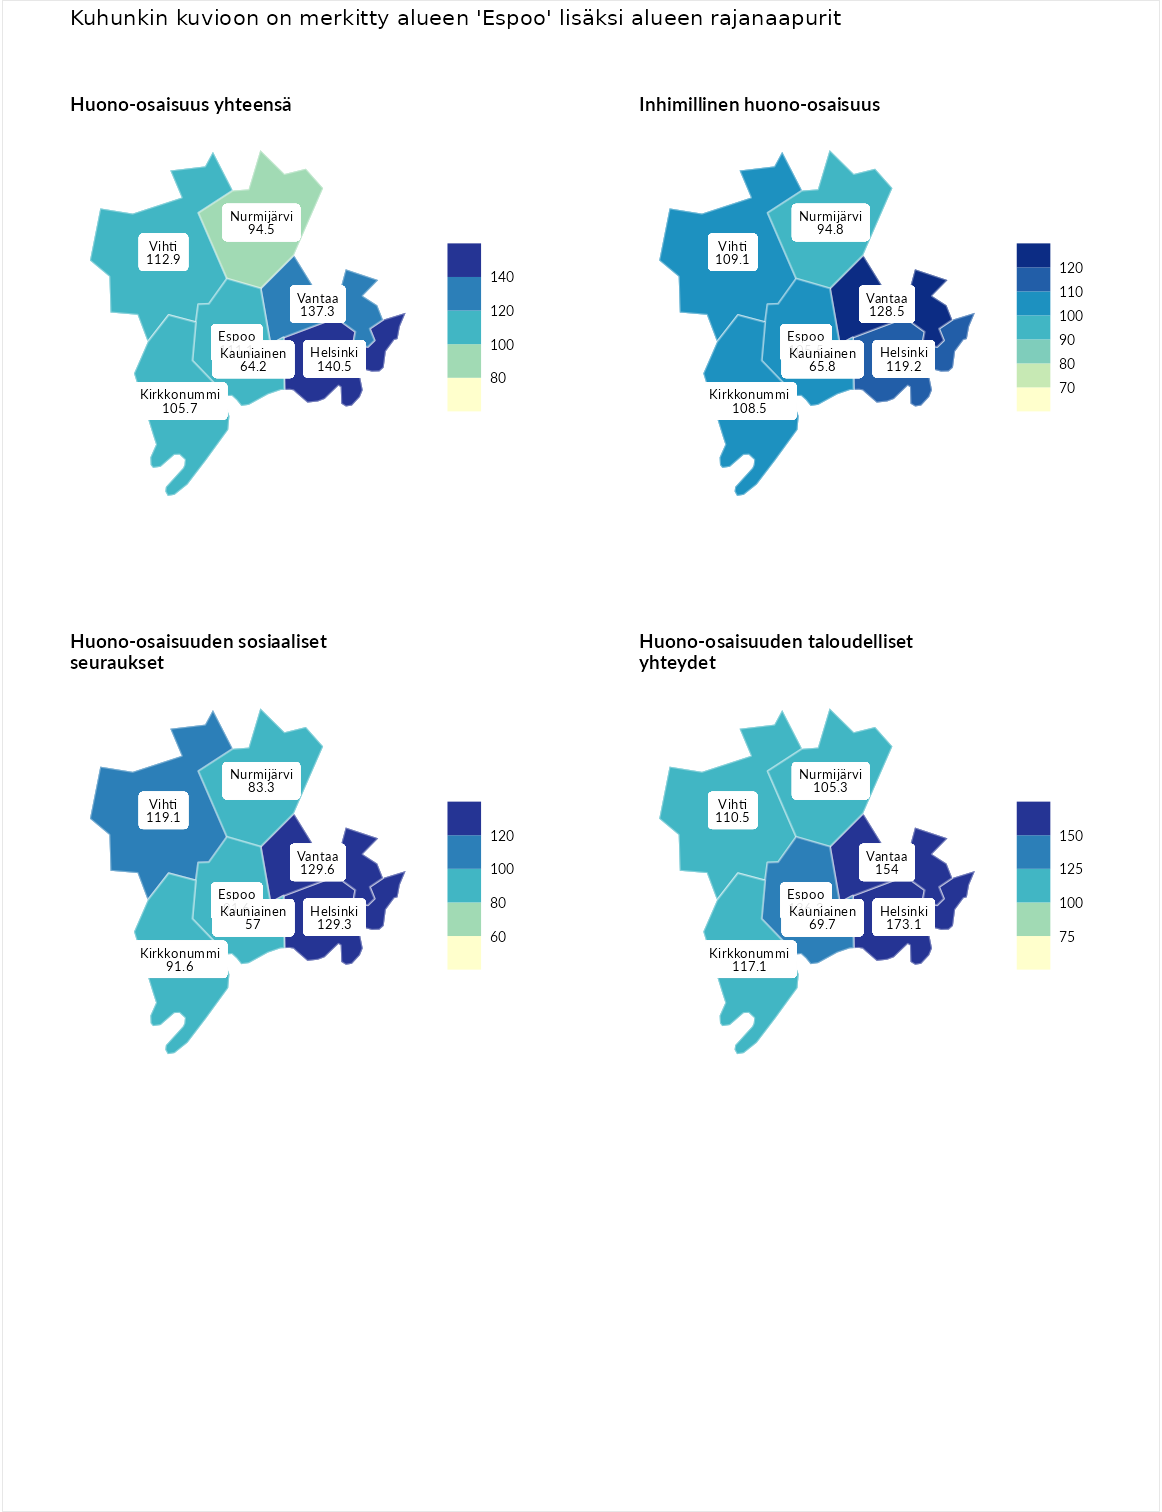 Kuhunkin kuvioon on merkitty alueen 'Espoo' lisäksi alueen rajanaapurit
Huono-osaisuus yhteensä
Nurmijärvi
94.5
Vihti
112.9
Vantaa
137.3
Espoo
Kauniainen
64.2
Helsinki
140.5
Kirkkonummi
105.7
140
120
100
80
Inhimillinen huono-osaisuus
Nurmijärvi
94.8
Vihti
109.1
Vantaa
128.5
Espoo
Kauniainen
65.8
Helsinki
119.2
Kirkkonummi
108.5
120
110
100
90
80
70
Huono-osaisuuden sosiaaliset
seuraukset
Nurmijärvi
83.3
Vihti
119.1
Vantaa
129.6
Espoo
Kauniainen
57
Helsinki
129.3
Kirkkonummi
91.6
120
100
80
60
Huono-osaisuuden taloudelliset
yhteydet
Nurmijärvi
105.3
Vihti
110.5
Vantaa
154
Espoo
Kauniainen
69.7
Helsinki
173.1
Kirkkonummi
117.1
150
125
100
75